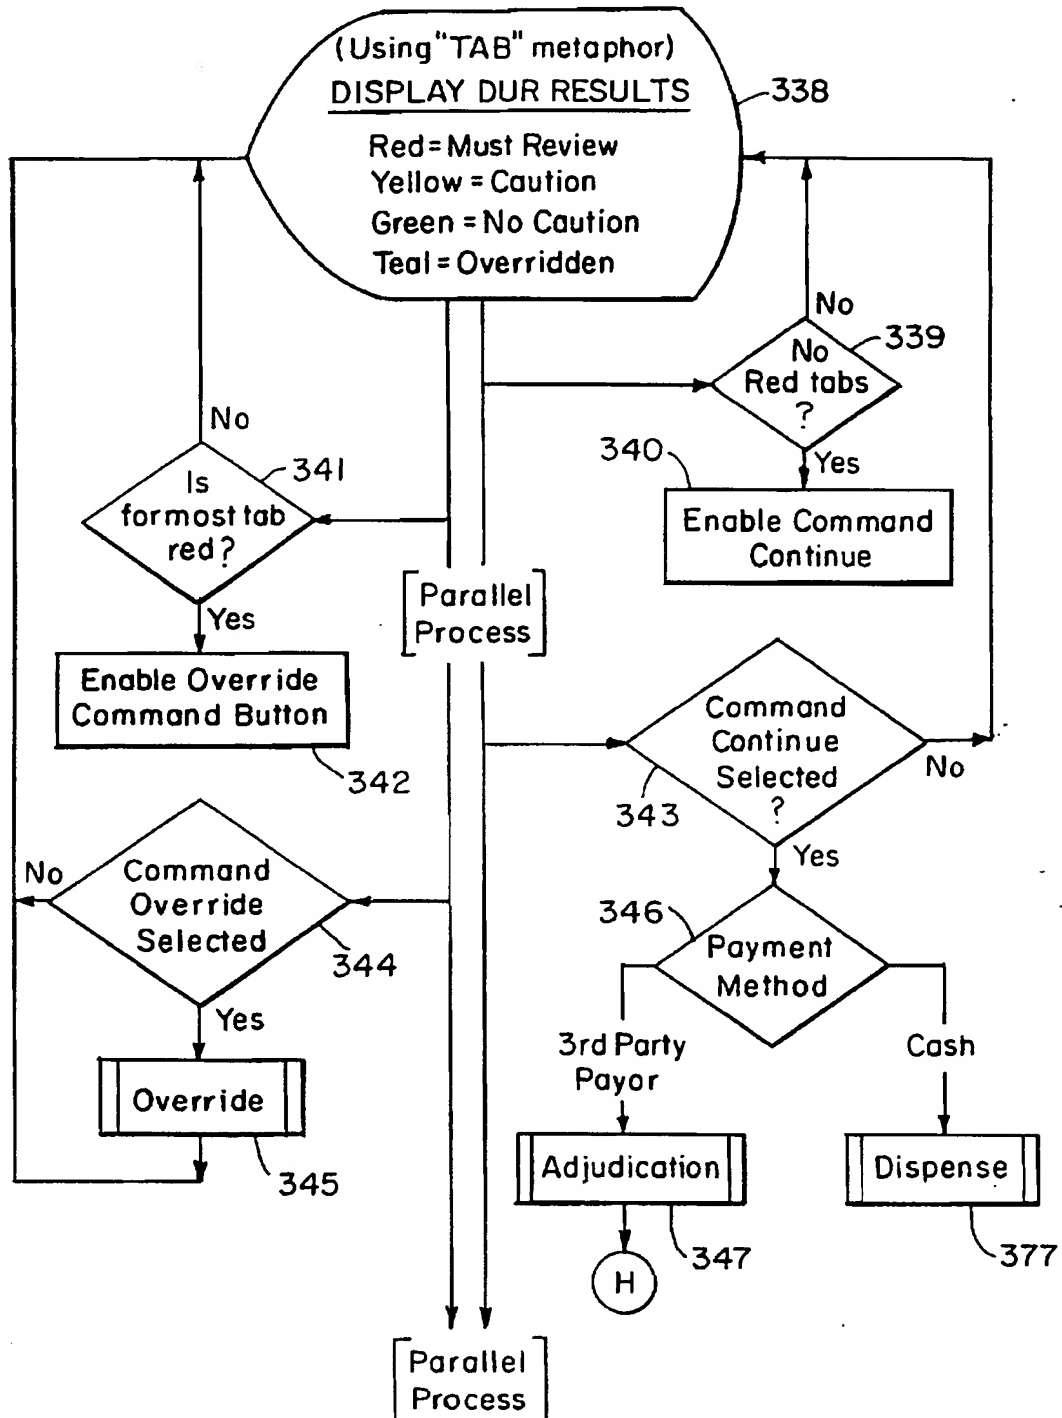 (Using "TAB" metaphor)
DISPLAY DUR RESULTS
Red = Must Review
Yellow = Caution
Green = No Caution
Teal = Overridden
338
No
339
No
Red tabs
?
Yes
340
Enable Command
Continue
No
341
Is
formost tab
red?
Yes
Enable Override
Command Button
342
[Parallel
Process]
Command
Continue
Selected
?
343
No
Yes
No
Command
Override
Selected
344
Yes
Override
345
346
Payment
Method
3rd Party
Payor
Cash
Adjudication
347
Dispense
377
H
[Parallel
Process]